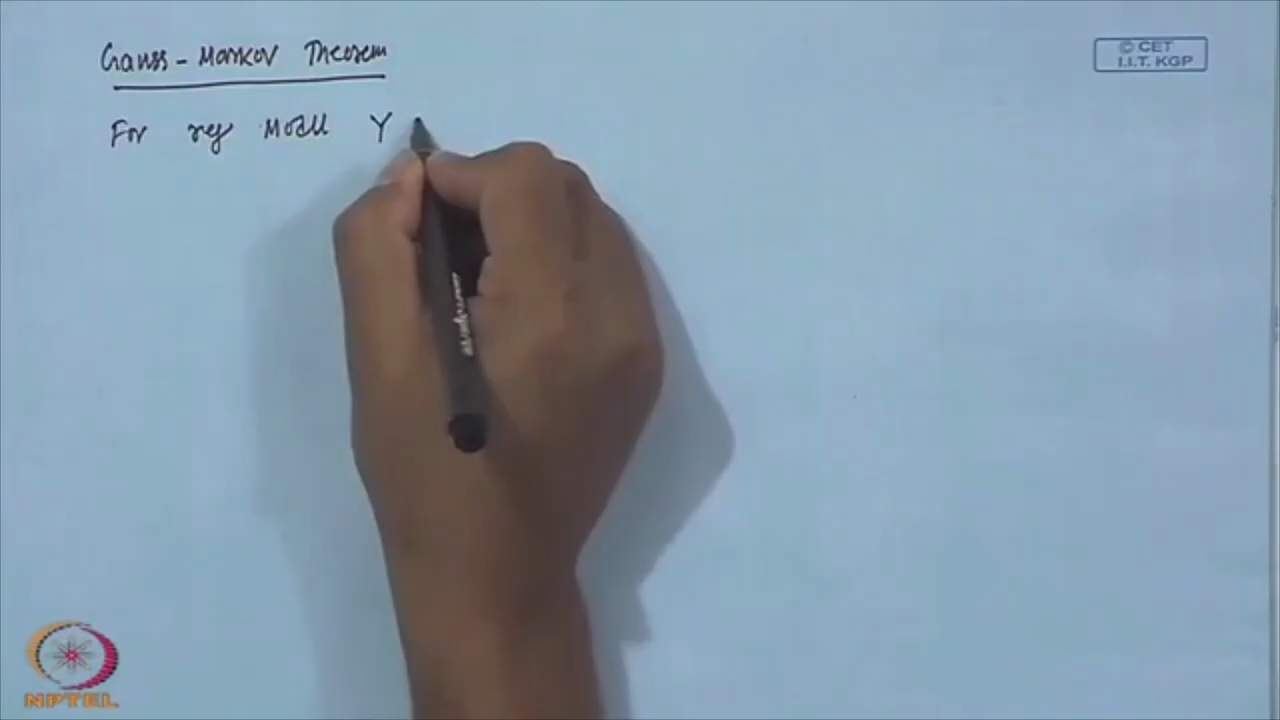 Gauss-Markov Theorem
For reg Model Y
© CET
I.I.T. KGP
NPTEL